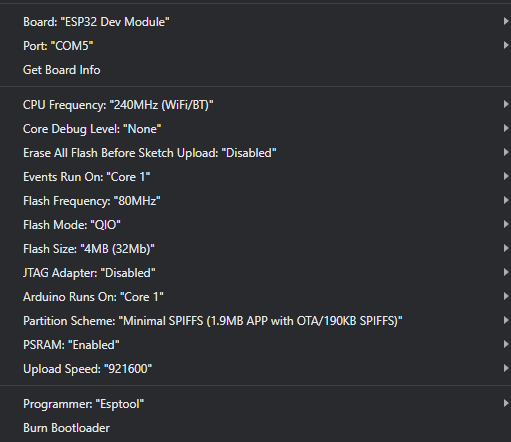 Board: "ESP32 Dev Module"
Port: "COM5"
Get Board Info
CPU Frequency: "240MHz (WiFi/BT)"
Core Debug Level: "None"
Erase All Flash Before Sketch Upload: "Disabled"
Events Run On: "Core 1"
Flash Frequency: "80MHz"
Flash Mode: "QIO"
Flash Size: "4MB (32Mb)"
JTAG Adapter: "Disabled"
Arduino Runs On: "Core 1"
Partition Scheme: "Minimal SPIFFS (1.9MB APP with OTA/190KB SPIFFS)"
PSRAM: "Enabled"
Upload Speed: "921600"
Programmer: "Esptool"
Burn Bootloader